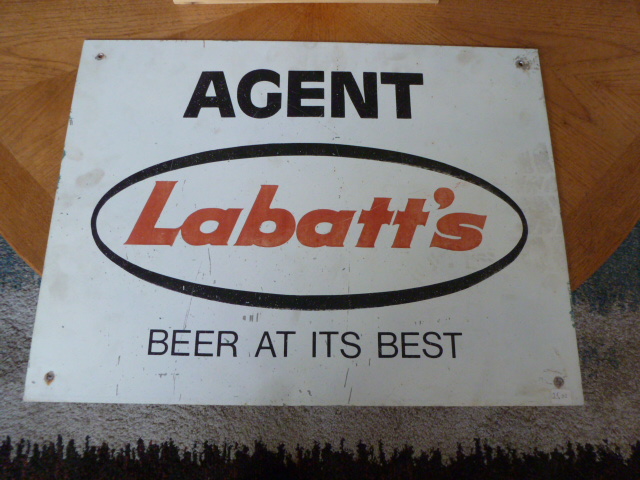 AGENT
Labatt's
BEER AT ITS BEST